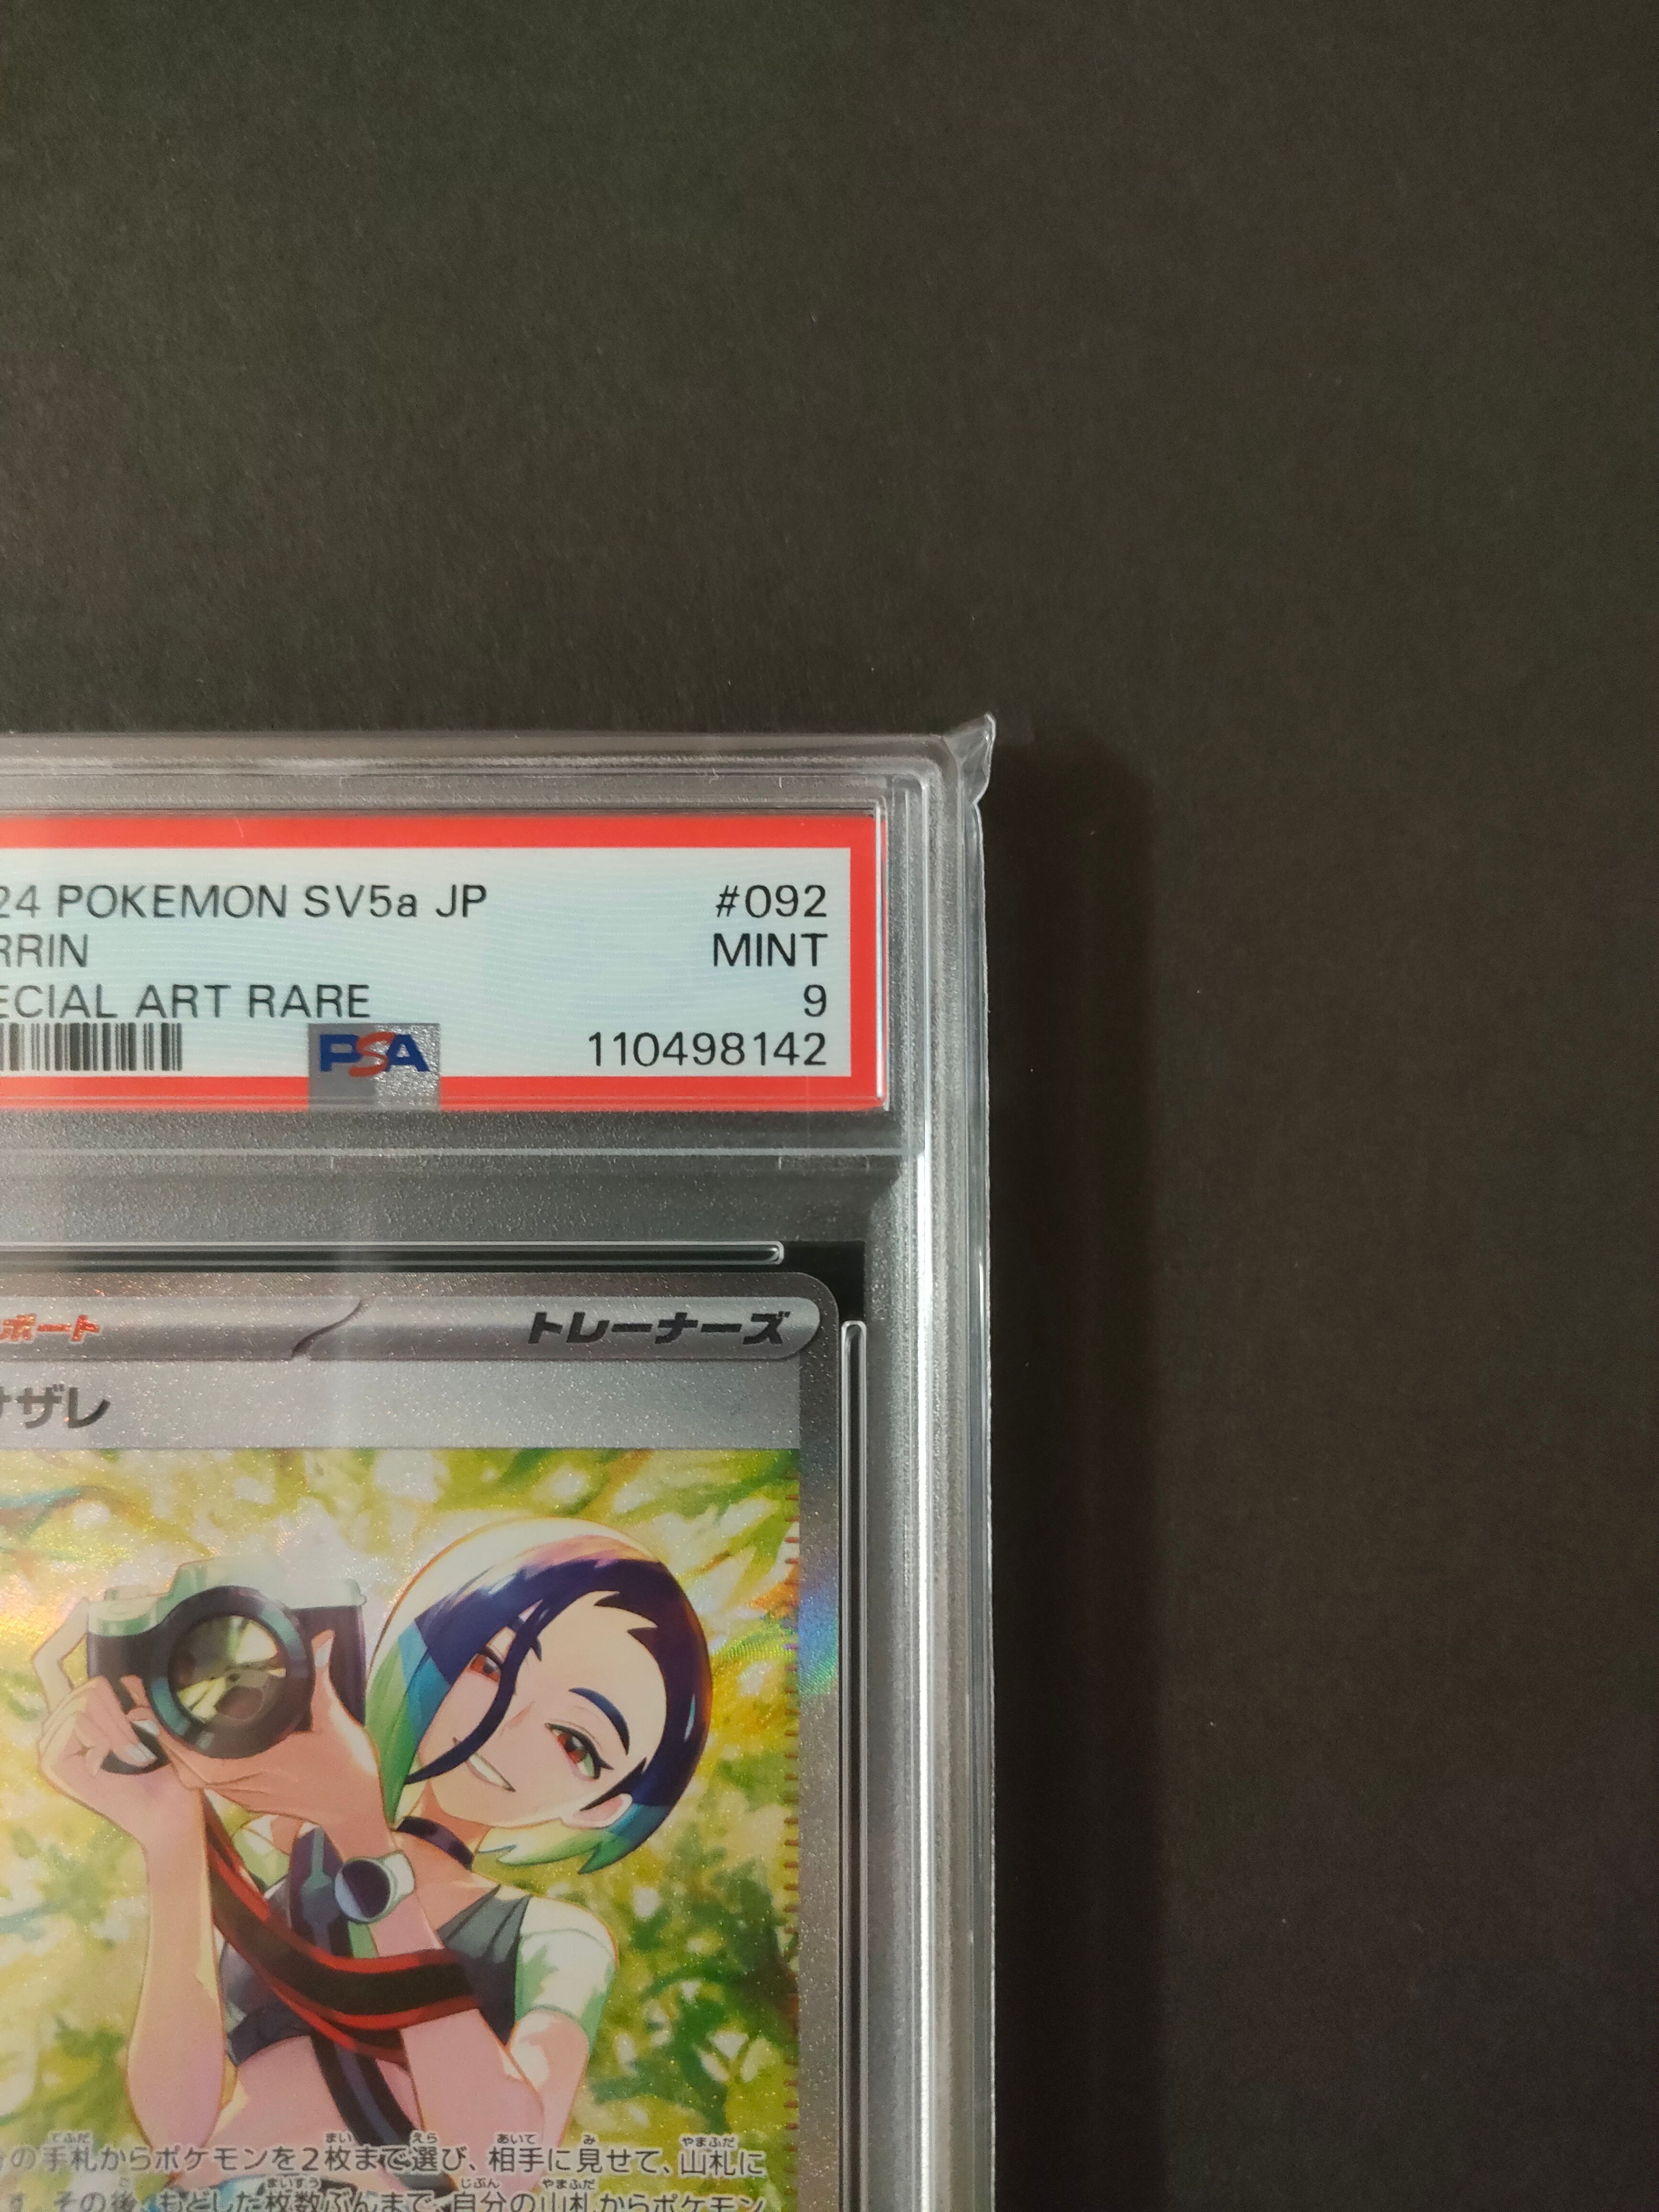 24 POKEMON SV5a JP #092
RRIN MINT
ECIAL ART RARE 9
PSA 110498142
ポート トレーナーズ
サザレ
の手札からポケモンを2枚まで選び、相手に見せて、山札に
す。その後、もどした枚数ぶんまで、自分の山札からポケモン